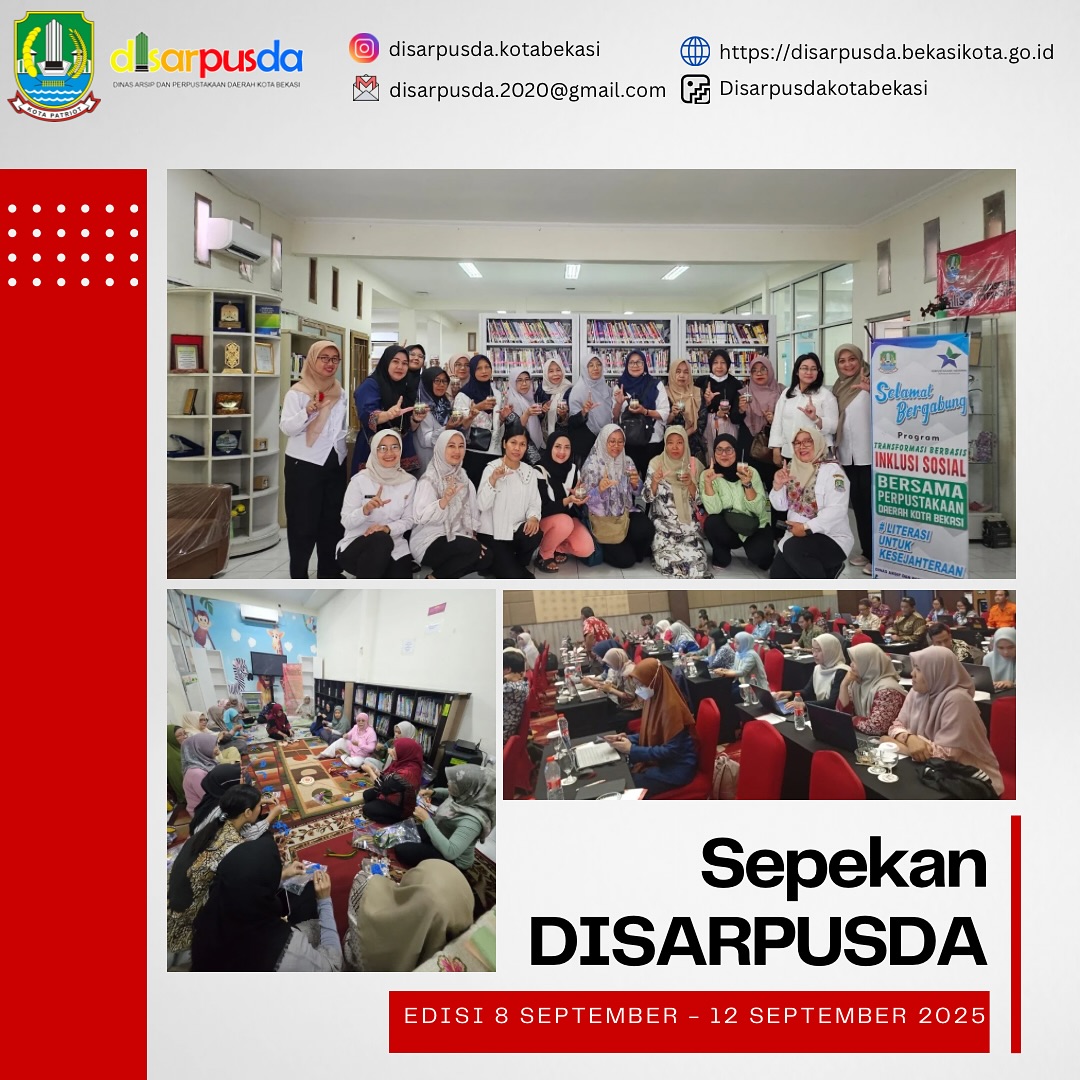 KOTA PATRIOT
disarpusda
DINAS ARSIP DAN PERPUSTAKAAN DAERAH KOTA BEKASI
disarpusda.kotabekasi
disarpusda.2020@gmail.com
https://disarpusda.bekasikota.go.id
Disarpusdakotabekasi
Selamat
Bergabung
Program
TRANSFORMASI BERBASIS
INKLUSI SOSIAL
BERSAMA
PERPUSTAKAAN
DAERAH KOTA BEKASI
#LITERASI
UNTUK
KESEJAHTERAAN
Sepekan
DISARPUSDA
EDISI 8 SEPTEMBER – 12 SEPTEMBER 2025